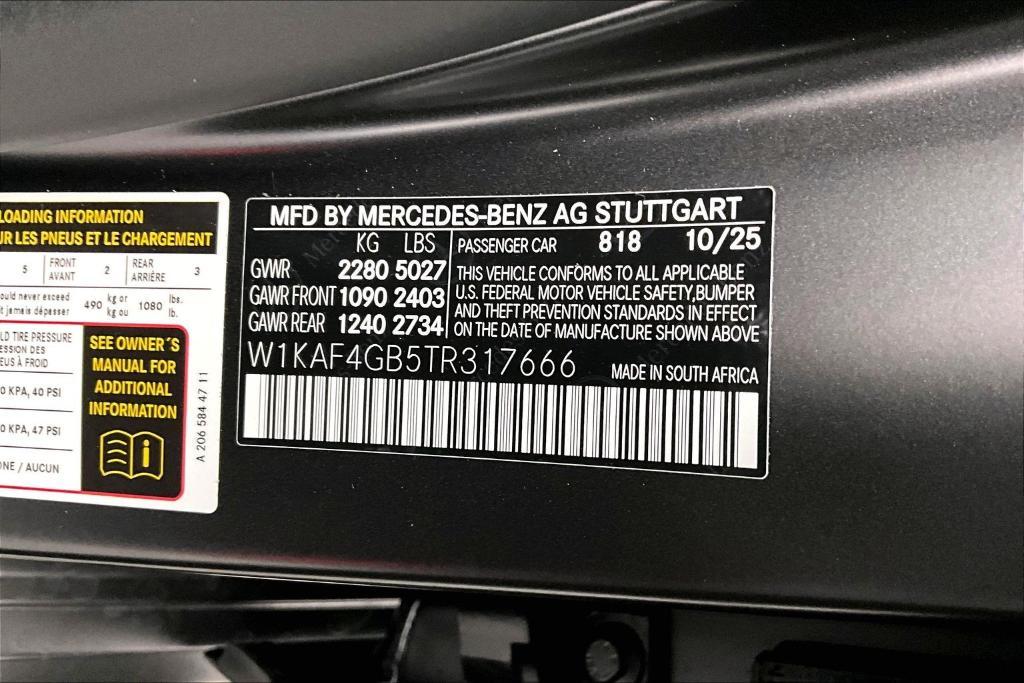 LOADING INFORMATION
UR LES PNEUS ET LE CHARGEMENT
5 FRONT AVANT 2 REAR ARRIÈRE 3
ould never exceed
t jamais dépasser
490 kg or kg ou 1080 lbs. lb.
LD TIRE PRESSURE
ESSION DES
EUS À FROID
0 KPA, 40 PSI
0 KPA, 47 PSI
ONE / AUCUN
SEE OWNER´S
MANUAL FOR
ADDITIONAL
INFORMATION
A 206 584 47 11
MFD BY MERCEDES-BENZ AG STUTTGART
KG LBS
GWWR 2280 5027
GAWR FRONT 1090 2403
GAWR REAR 1240 2734
PASSENGER CAR 818 10/25
THIS VEHICLE CONFORMS TO ALL APPLICABLE
U.S. FEDERAL MOTOR VEHICLE SAFETY,BUMPER
AND THEFT PREVENTION STANDARDS IN EFFECT
ON THE DATE OF MANUFACTURE SHOWN ABOVE
W1KAF4GB5TR317666
MADE IN SOUTH AFRICA